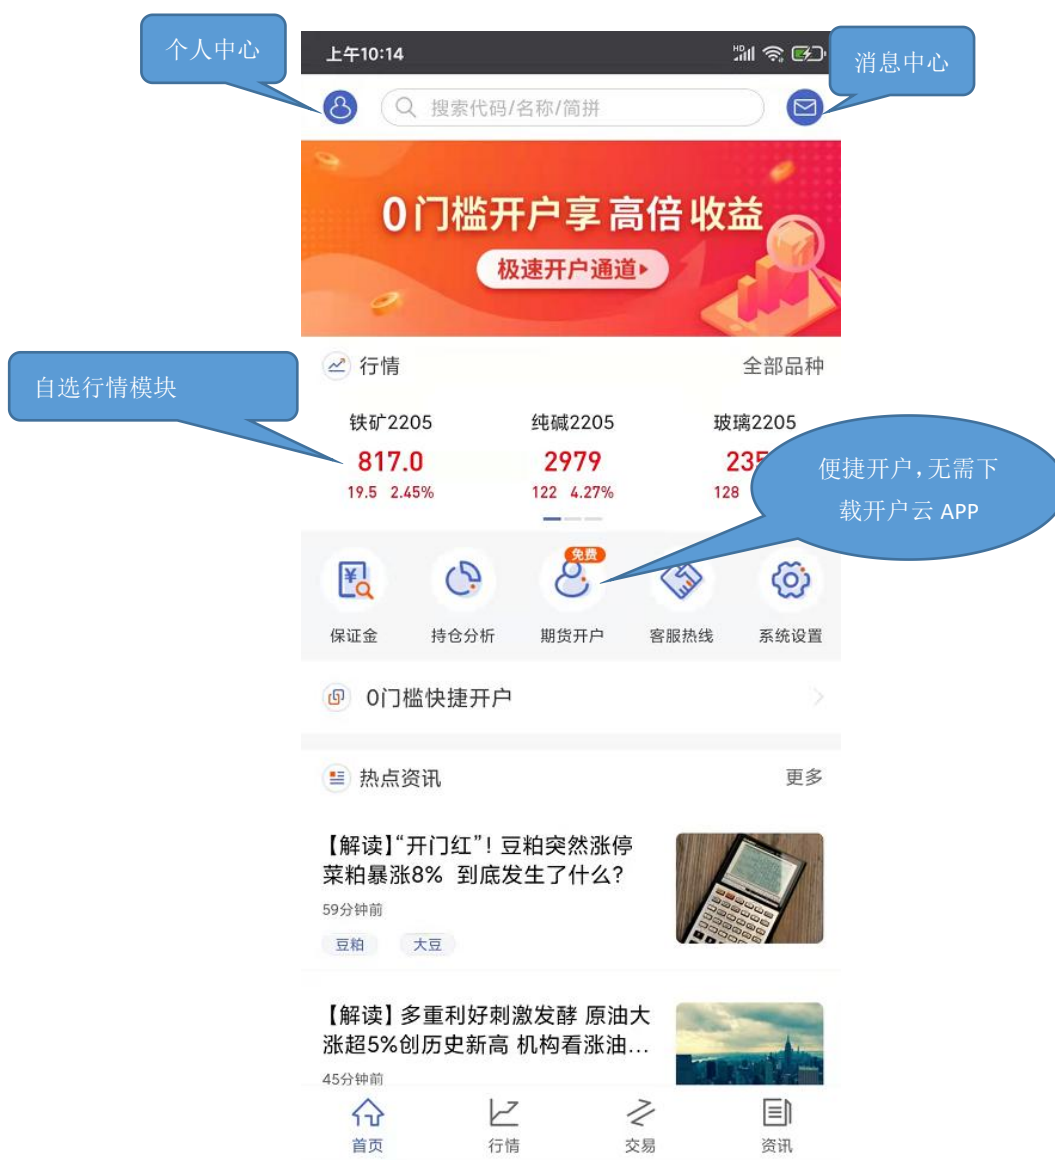 个人中心
消息中心
上午10:14
HD
搜索代码/名称/简拼
0门槛开户享高倍收益
极速开户通道
行情
全部品种
自选行情模块
铁矿2205 纯碱2205 玻璃2205
817.0 2979
19.5 2.45% 122 4.27% 128
便捷开户，无需下
载开户云 APP
免费
保证金 持仓分析 期货开户 客服热线 系统设置
0门槛快捷开户
热点资讯
更多
【解读】“开门红”！豆粕突然涨停
菜粕暴涨8% 到底发生了什么?
59分钟前
豆粕 大豆
【解读】多重利好刺激发酵 原油大
涨超5%创历史新高 机构看涨油...
45分钟前
首页 行情 交易 资讯